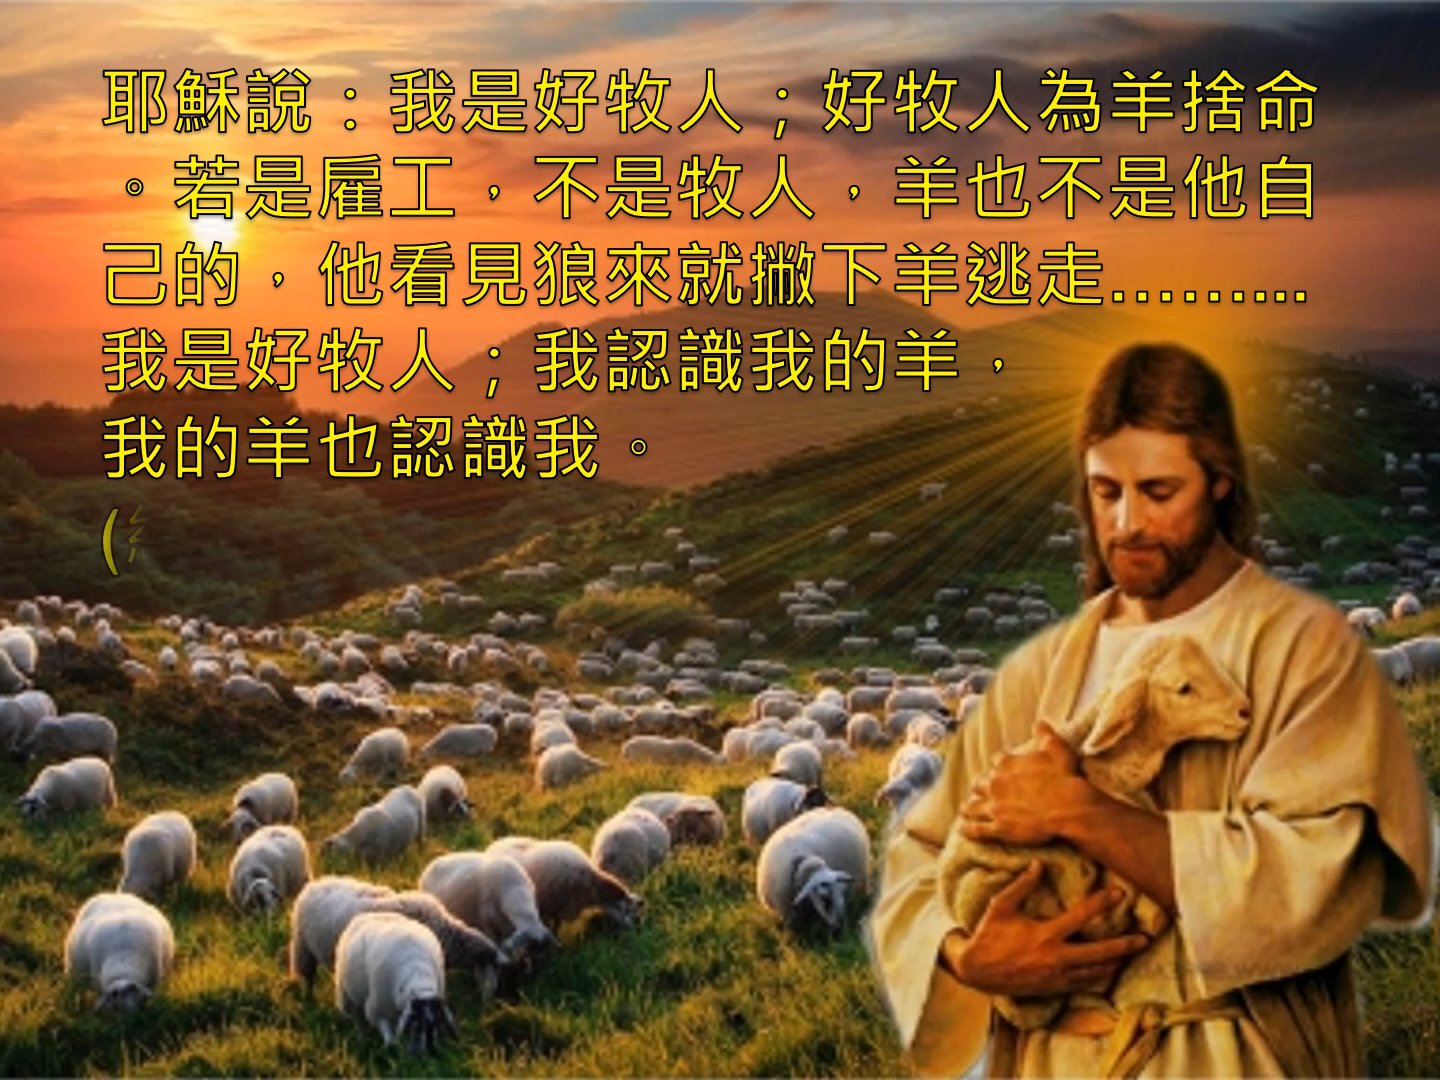 耶穌說：我是好牧人；好牧人為羊捨命
。若是雇工，不是牧人，羊也不是他自
己的，他看見狼來就撇下羊逃走………
我是好牧人；我認識我的羊，
我的羊也認識我。
(